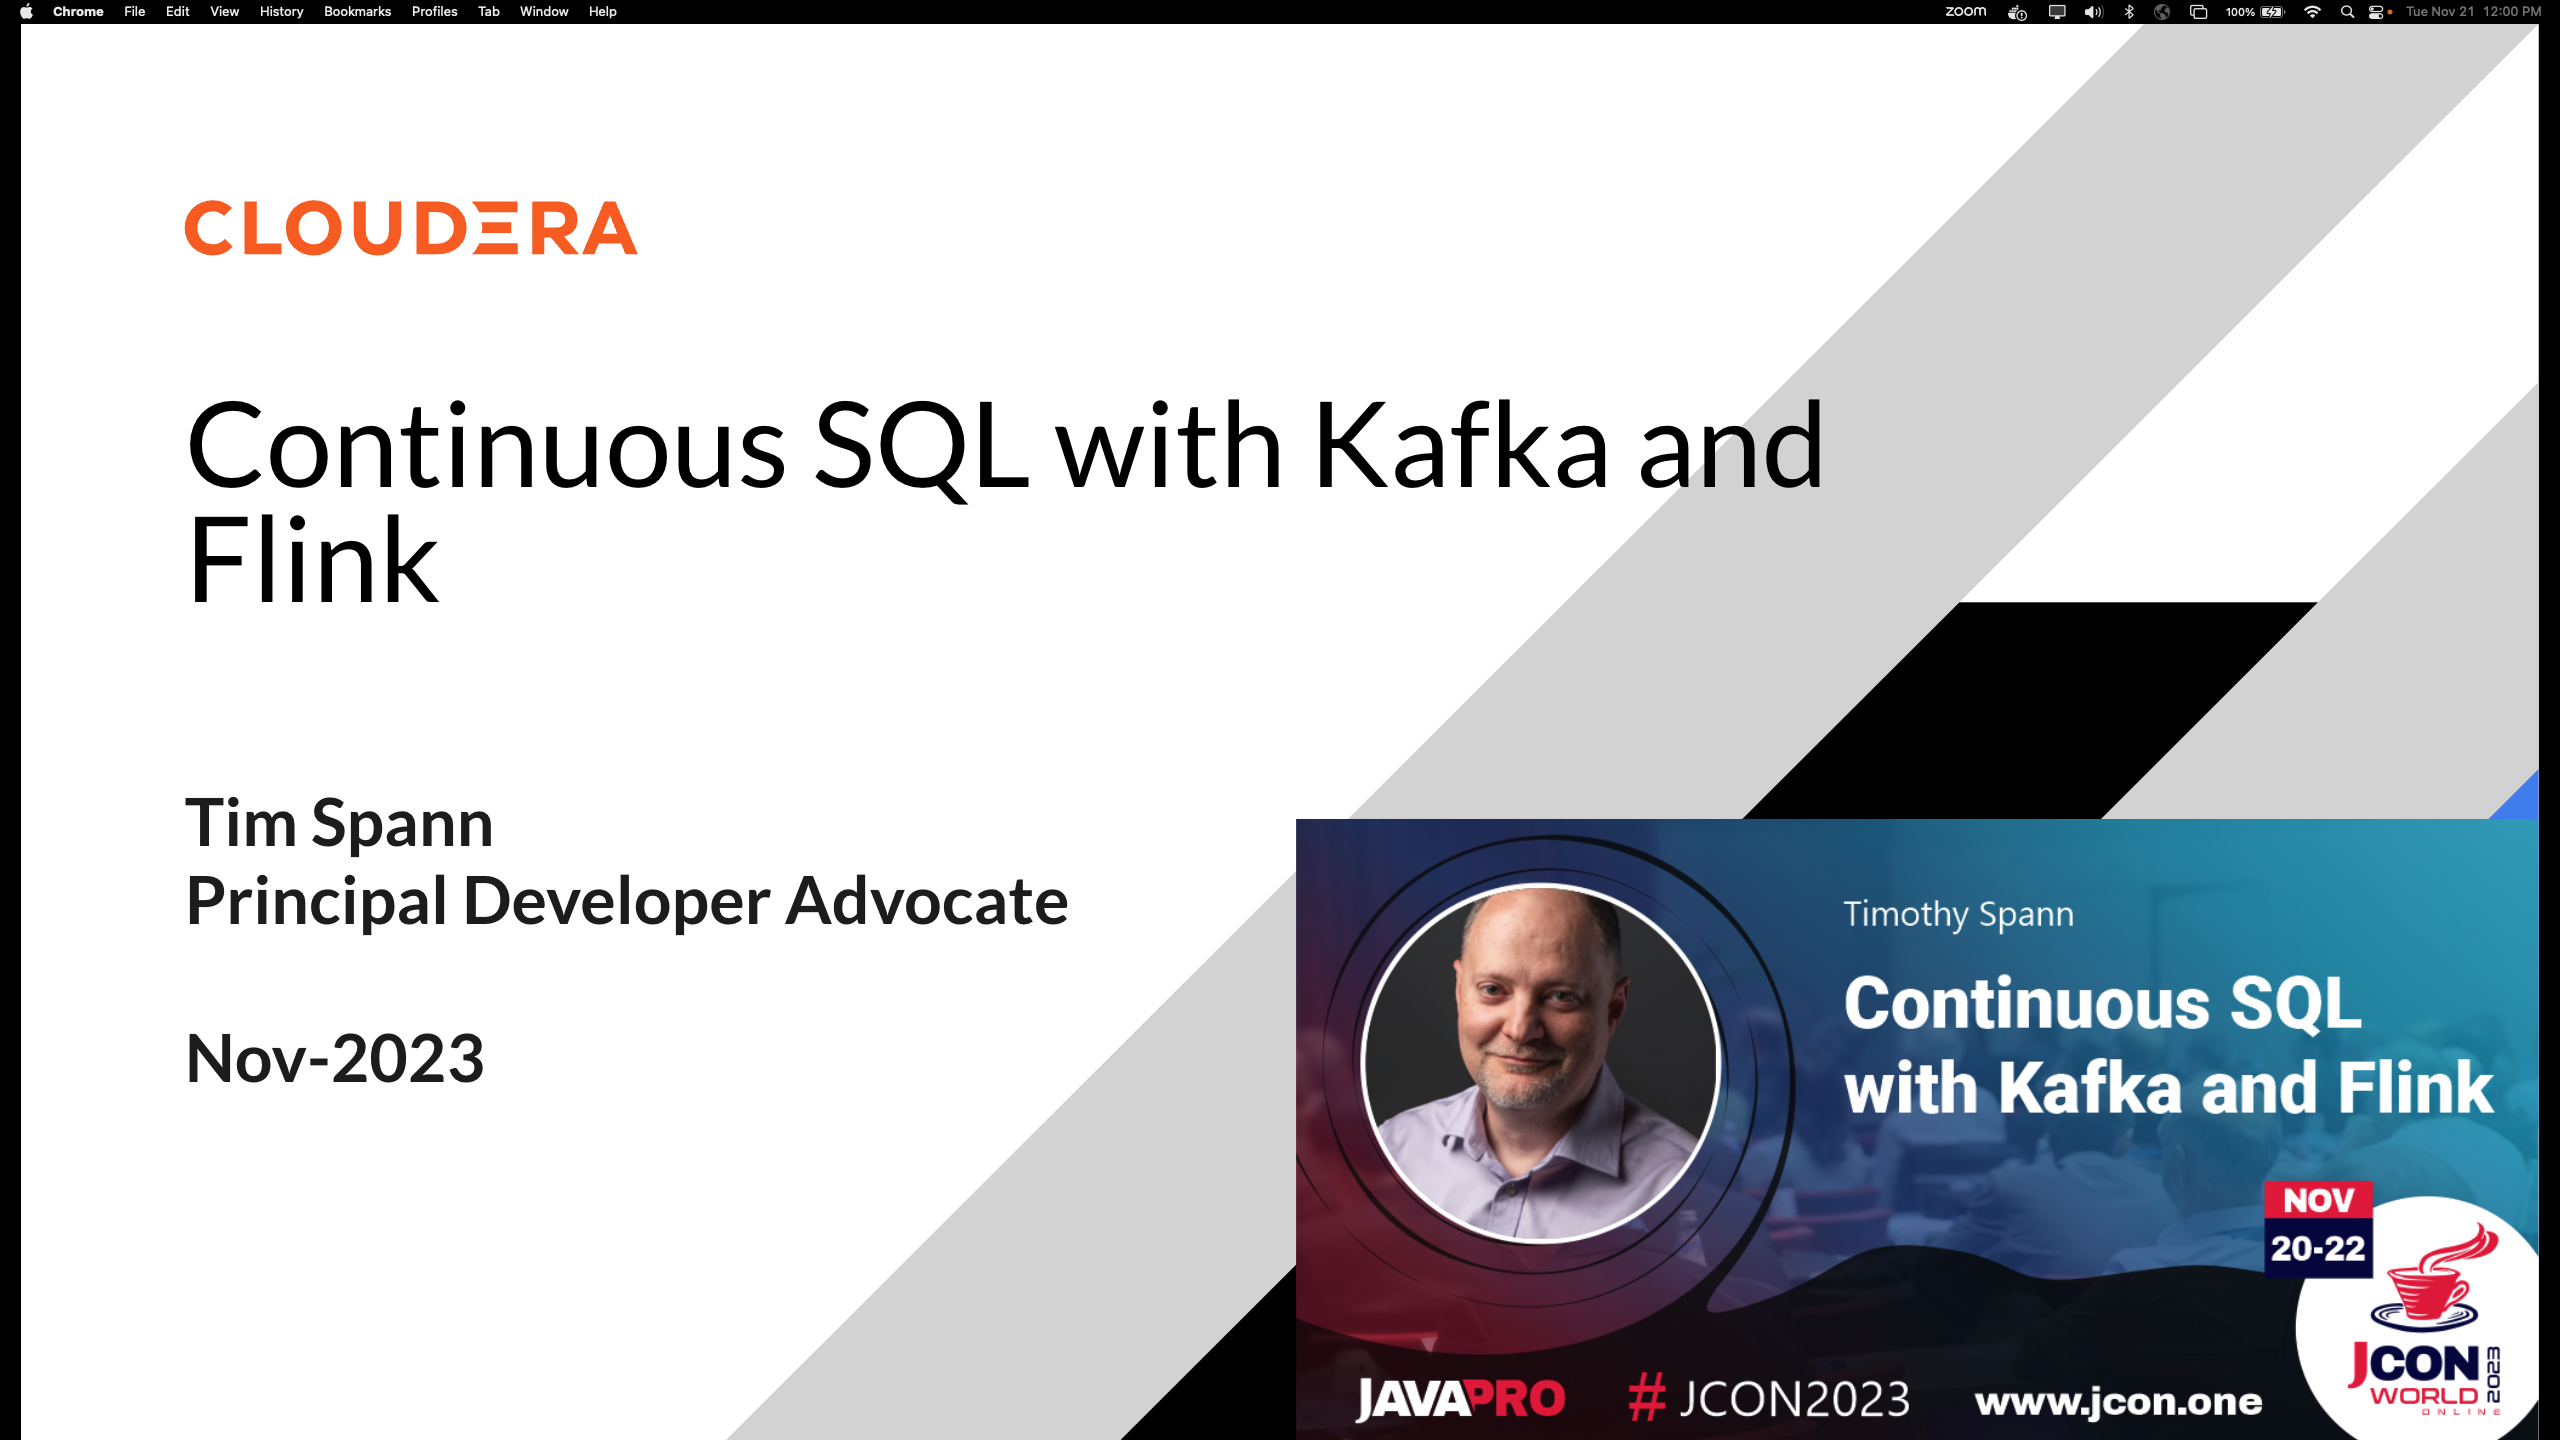 Chrome File Edit View History Bookmarks Profiles Tab Window Help
zoom 100% Tue Nov 21 12:00 PM
CLOUDERA
Continuous SQL with Kafka and
Flink
Tim Spann
Principal Developer Advocate
Nov-2023
Timothy Spann
Continuous SQL
with Kafka and Flink
NOV
20-22
JCON 2023
WORLD
ONLINE
JAVAPRO
#JCON2023
www.jcon.one